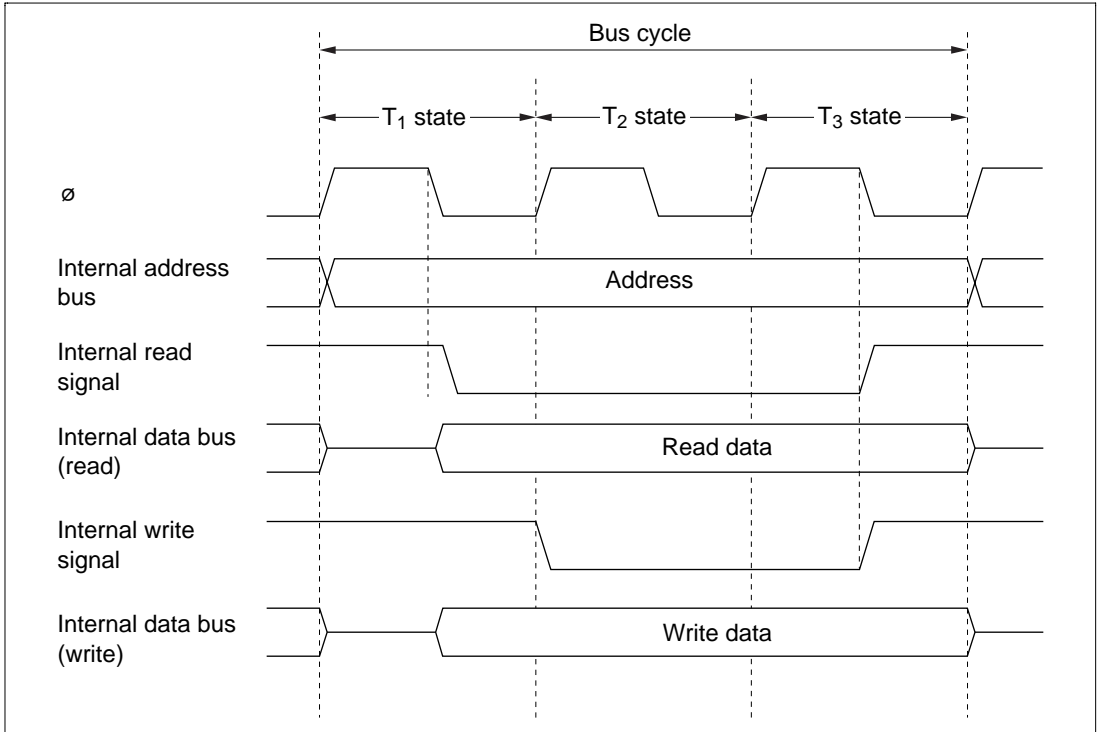 Bus cycle
T₁ state
T₂ state
T₃ state
ø
Internal address
bus
Address
Internal read
signal
Internal data bus
(read)
Read data
Internal write
signal
Internal data bus
(write)
Write data